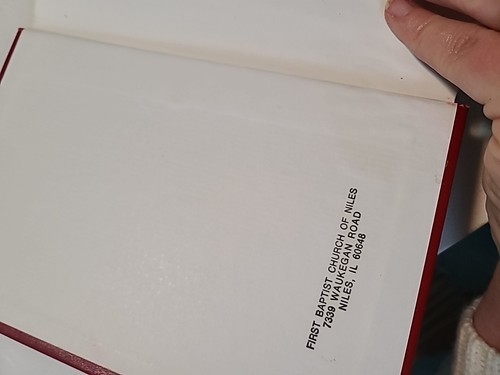 FIRST BAPTIST CHURCH OF NILES
7339 WAUKEGAN ROAD
NILES, IL 60648